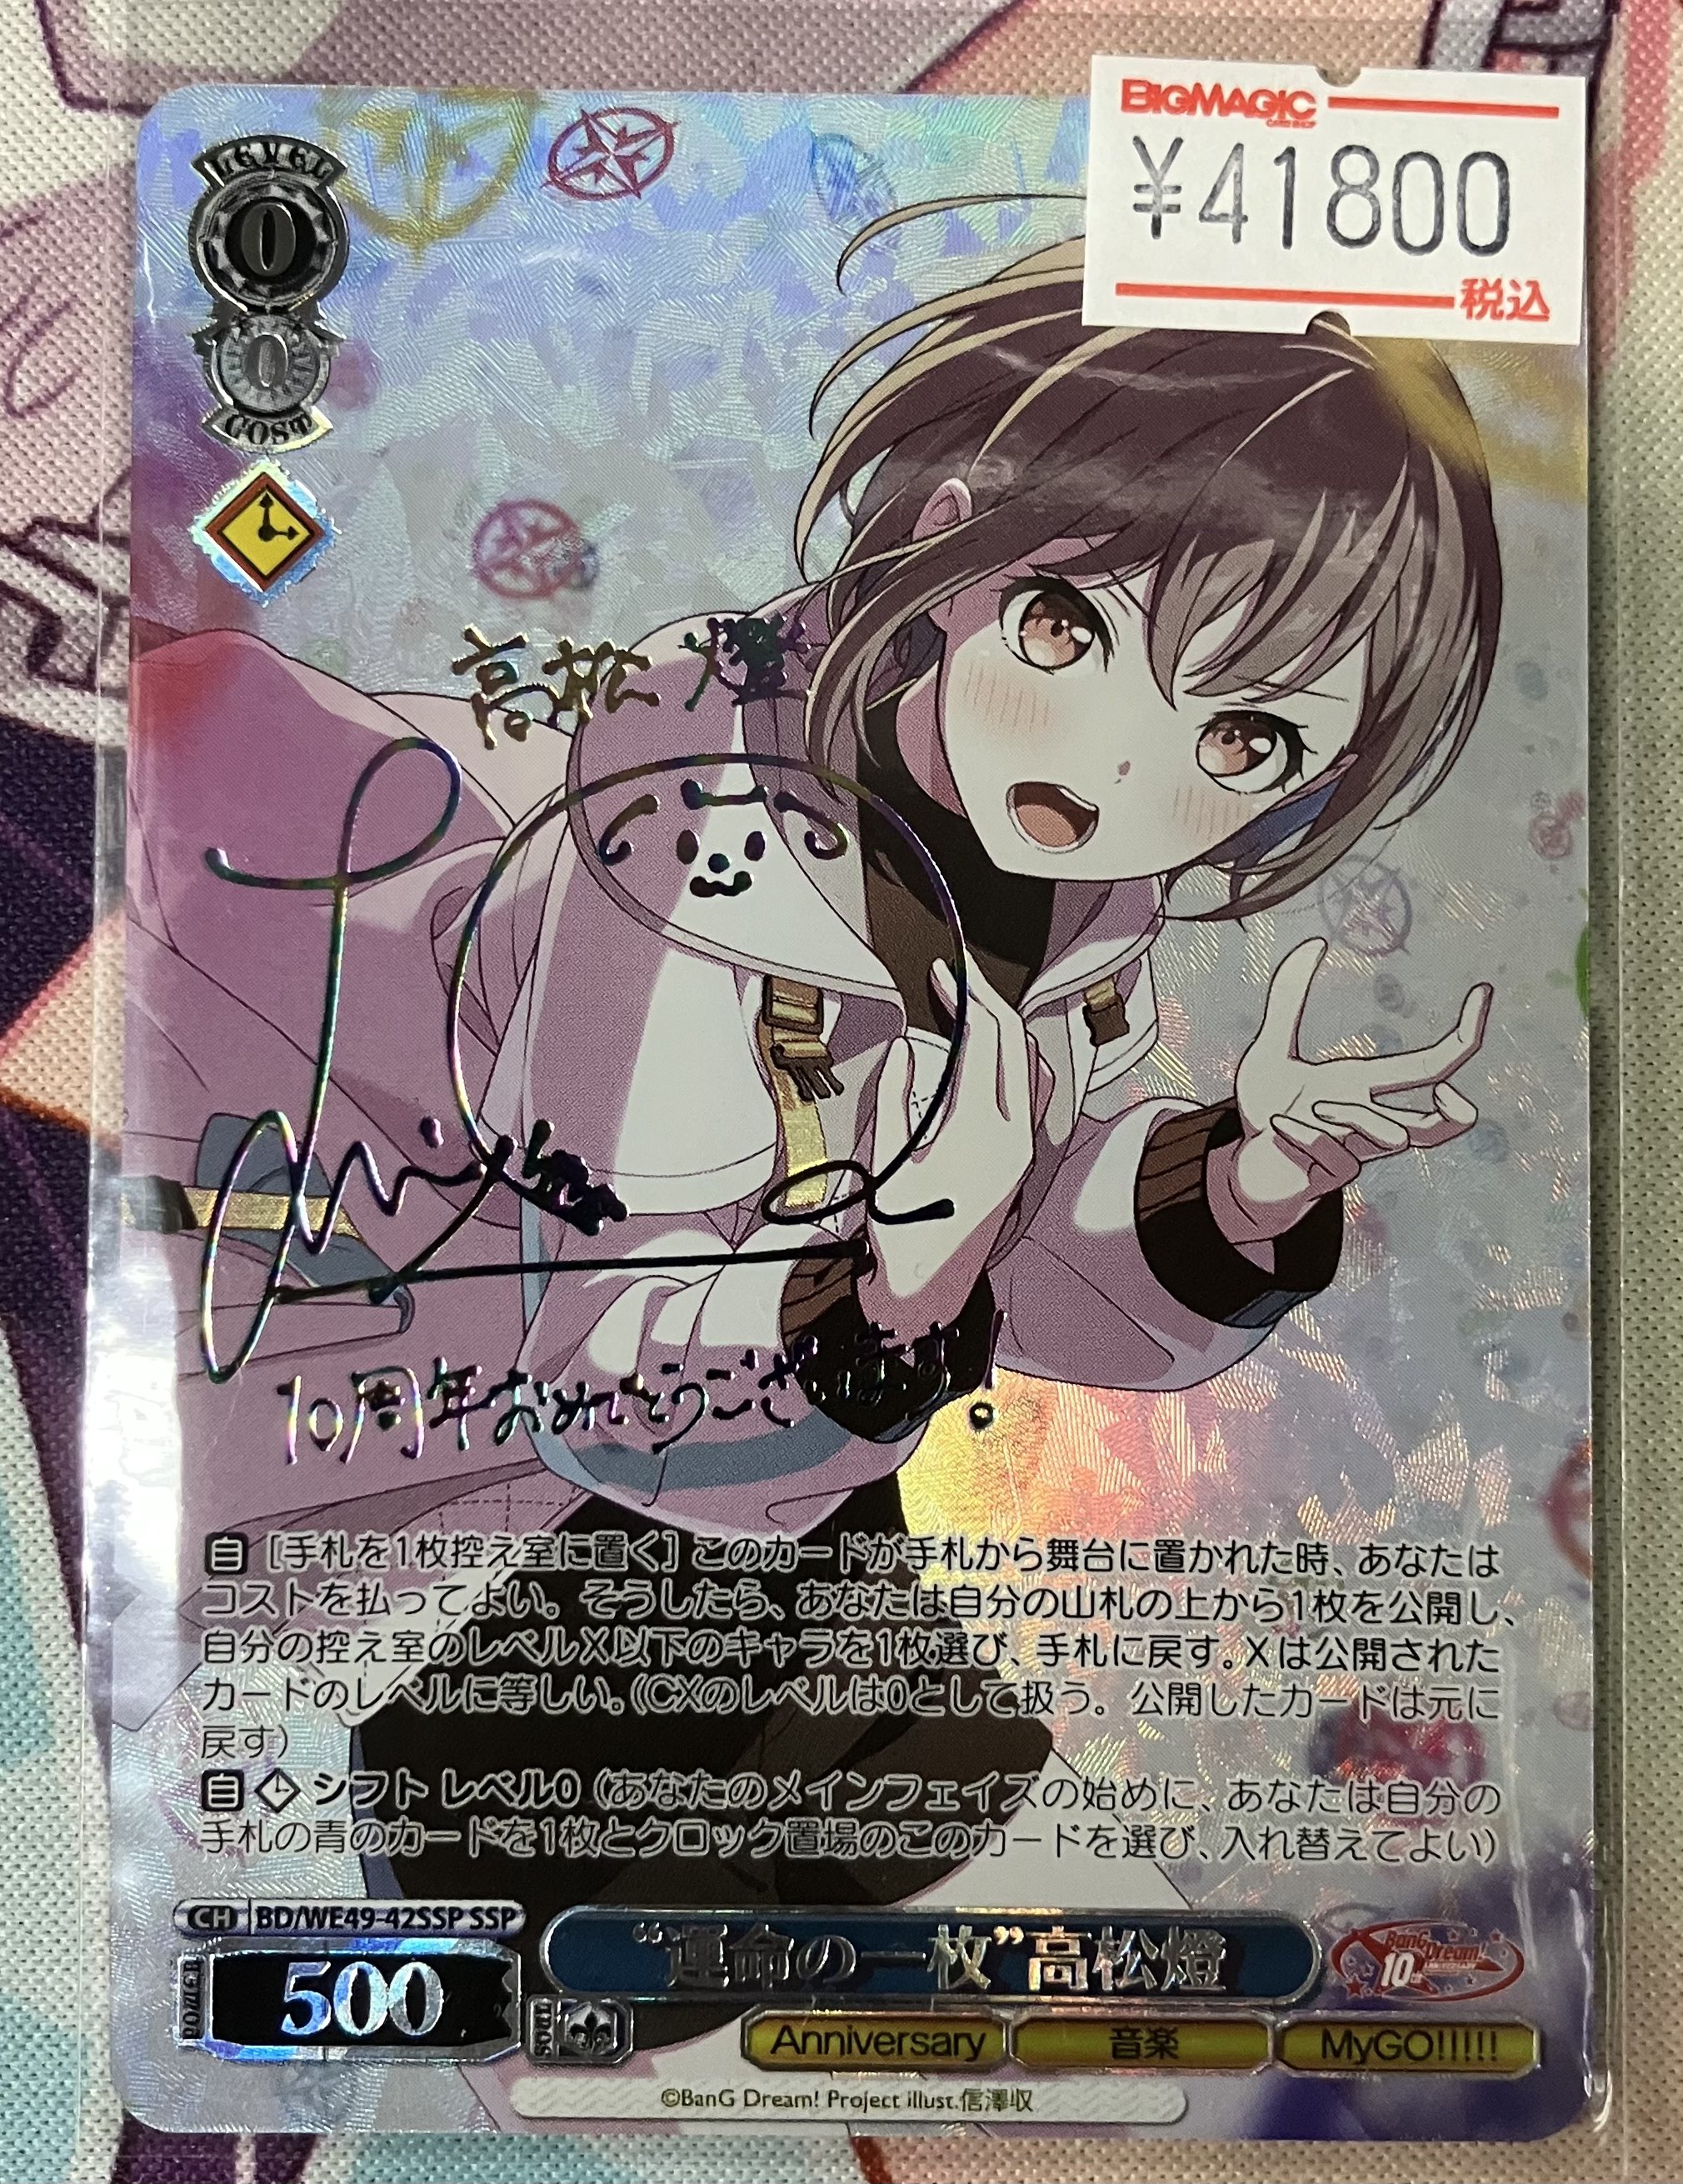 BIGMAGIC
CARD SHOP
¥41800
税込
LEVEL
0
0
COST
高松燈
10周年おめでとうございます!
自 [手札を1枚控え室に置く] このカードが手札から舞台に置かれた時、あなたは
コストを払ってよい。そうしたら、あなたは自分の山札の上から1枚を公開し、
自分の控え室のレベルX以下のキャラを1枚選び、手札に戻す。Xは公開された
カードのレベルに等しい。(CXのレベルは0として扱う。公開したカードは元に
戻す)
自 シフト レベル0 (あなたのメインフェイズの始めに、あなたは自分の
手札の青のカードを1枚とクロック置場のこのカードを選び、入れ替えてよい)
CH BD/WE49-42SSP SSP
POWER 500
SOUL
“運命の一枚”高松燈
BanG Dream! 10th ANNIVERSARY
Anniversary 音楽 MyGO!!!!!
©BanG Dream! Project illust.信澤収